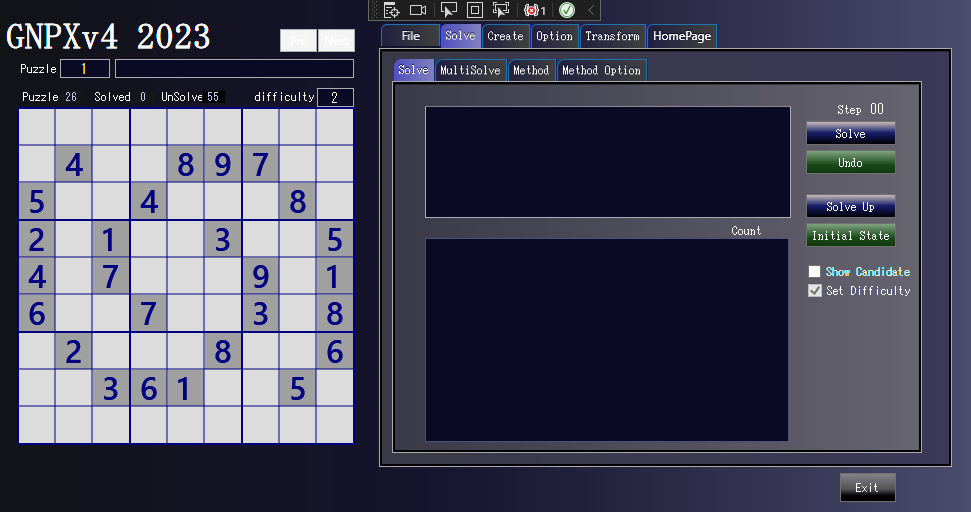 1
GNPXv4 2023
Pre Next
File Solve Create Option Transform HomePage
Puzzle 1
Solve MultiSolve Method Method Option
Puzzle 26 Solved 0 UnSolve 55 difficulty 2
Step 00
Solve
Undo
Solve Up
Initial State
Count
Show Candidate
Set Difficulty
4 8 9 7
5 4 8
2 1 3 5
4 7 9 1
6 7 3 8
2 8 6
3 6 1 5
Exit